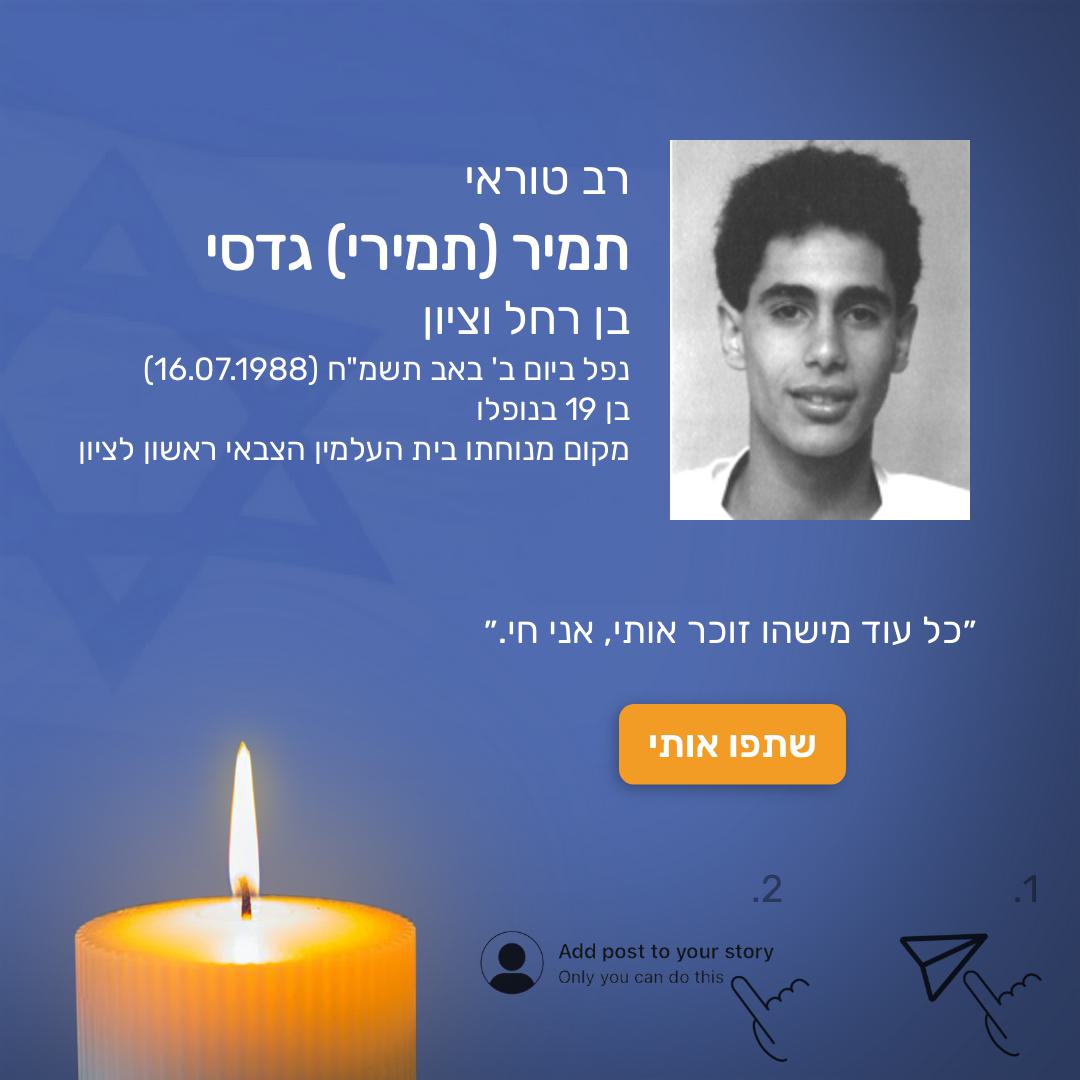 רב טוראי
תמיר (תמירי) גדסי
בן רחל וציון
נפל ביום ב' באב תשמ"ח (16.07.1988)
בן 19 בנופלו
מקום מנוחתו בית העלמין הצבאי ראשון לציון
״כל עוד מישהו זוכר אותי, אני חי.״
שתפו אותי
1.
2.
Add post to your story
Only you can do this